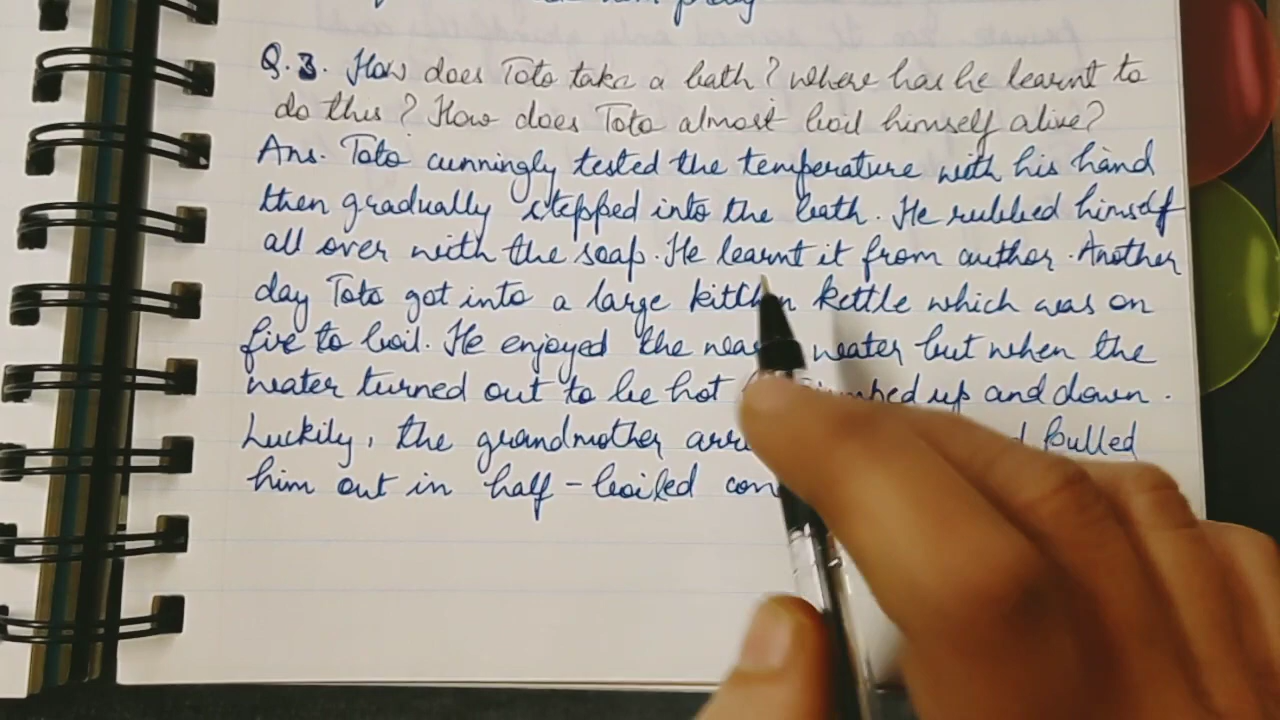 Q.3. How does Toto take a bath? Where has he learnt to
do this? How does Toto almost boil himself alive?
Ans. Toto cunningly tested the temperature with his hand
then gradually stepped into the bath. He rubbed himself
all over with the soap. He learnt it from author. Another
day Toto got into a large kitchen kettle which was on
fire to boil. He enjoyed the water but when the
water turned out to be hot up and down.
Luckily, the grandmother pulled
him out in half-boiled